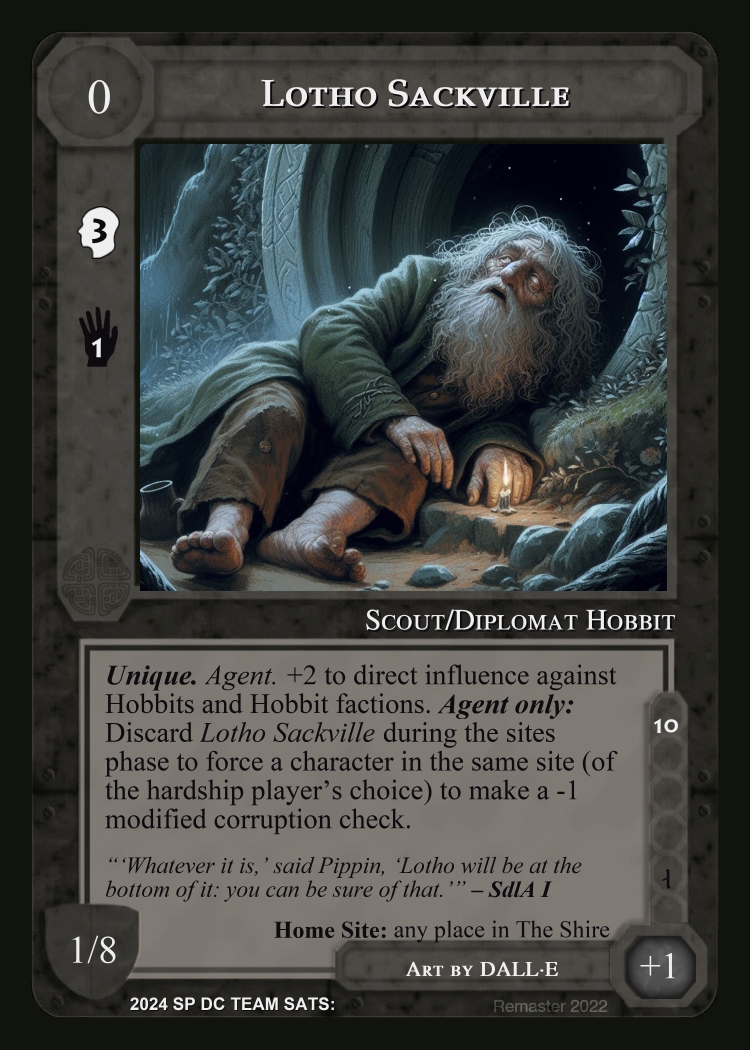 0
Lotho Sackville
3
1
Scout/Diplomat Hobbit
Unique. Agent. +2 to direct influence against
Hobbits and Hobbit factions. Agent only:
Discard Lotho Sackville during the sites
phase to force a character in the same site (of
the hardship player’s choice) to make a -1
modified corruption check.
10
“‘Whatever it is,’ said Pippin, ‘Lotho will be at the
bottom of it: you can be sure of that.’” – SdlA I
Home Site: any place in The Shire
1/8
Art by DALL·E
+1
2024 SP DC TEAM SATS:
Remaster 2022